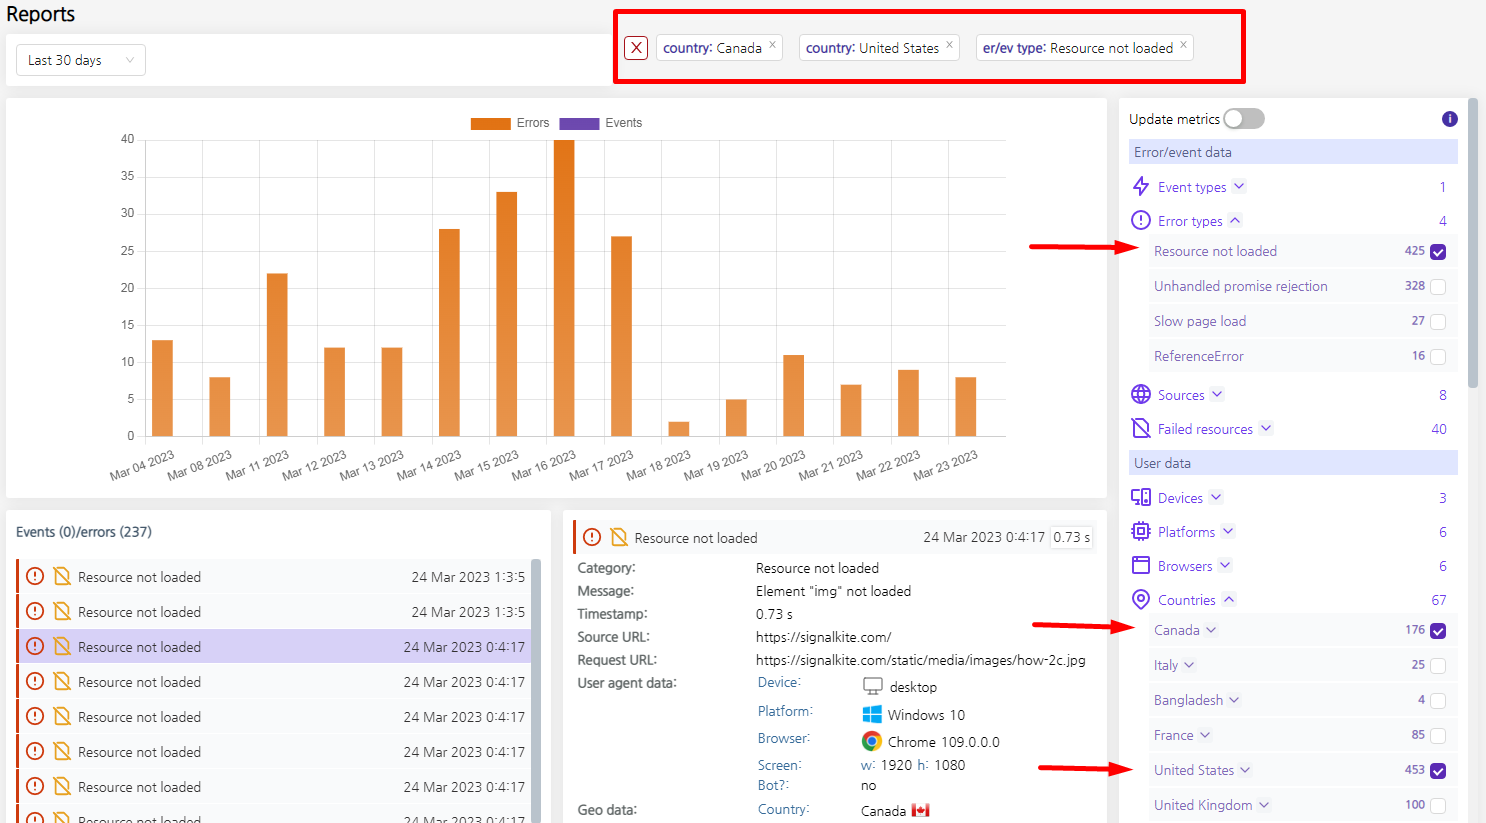 Reports
Last 30 days
X country: Canada × country: United States × er/ev type: Resource not loaded ×
Errors Events
40
35
30
25
20
15
10
5
0
Mar 04 2023 Mar 08 2023 Mar 11 2023 Mar 12 2023 Mar 13 2023 Mar 14 2023 Mar 15 2023 Mar 16 2023 Mar 17 2023 Mar 18 2023 Mar 19 2023 Mar 20 2023 Mar 21 2023 Mar 22 2023 Mar 23 2023
Update metrics i
Error/event data
Event types 1
Error types 4
Resource not loaded 425
Unhandled promise rejection 328
Slow page load 27
ReferenceError 16
Sources 8
Failed resources 40
User data
Devices 3
Platforms 6
Browsers 6
Countries 67
Canada 176
Italy 25
Bangladesh 4
France 85
United States 453
United Kingdom 100
Events (0)/errors (237)
Resource not loaded 24 Mar 2023 1:3:5
Resource not loaded 24 Mar 2023 1:3:5
Resource not loaded 24 Mar 2023 0:4:17
Resource not loaded 24 Mar 2023 0:4:17
Resource not loaded 24 Mar 2023 0:4:17
Resource not loaded 24 Mar 2023 0:4:17
Resource not loaded 24 Mar 2023 0:4:17
Resource not loaded 24 Mar 2023 0:4:17
Resource not loaded 24 Mar 2023 0:4:17 0.73 s
Category: Resource not loaded
Message: Element "img" not loaded
Timestamp: 0.73 s
Source URL: https://signalkite.com/
Request URL: https://signalkite.com/static/media/images/how-2c.jpg
User agent data: Device: desktop
Platform: Windows 10
Browser: Chrome 109.0.0.0
Screen: w: 1920 h: 1080
Bot?: no
Geo data: Country: Canada